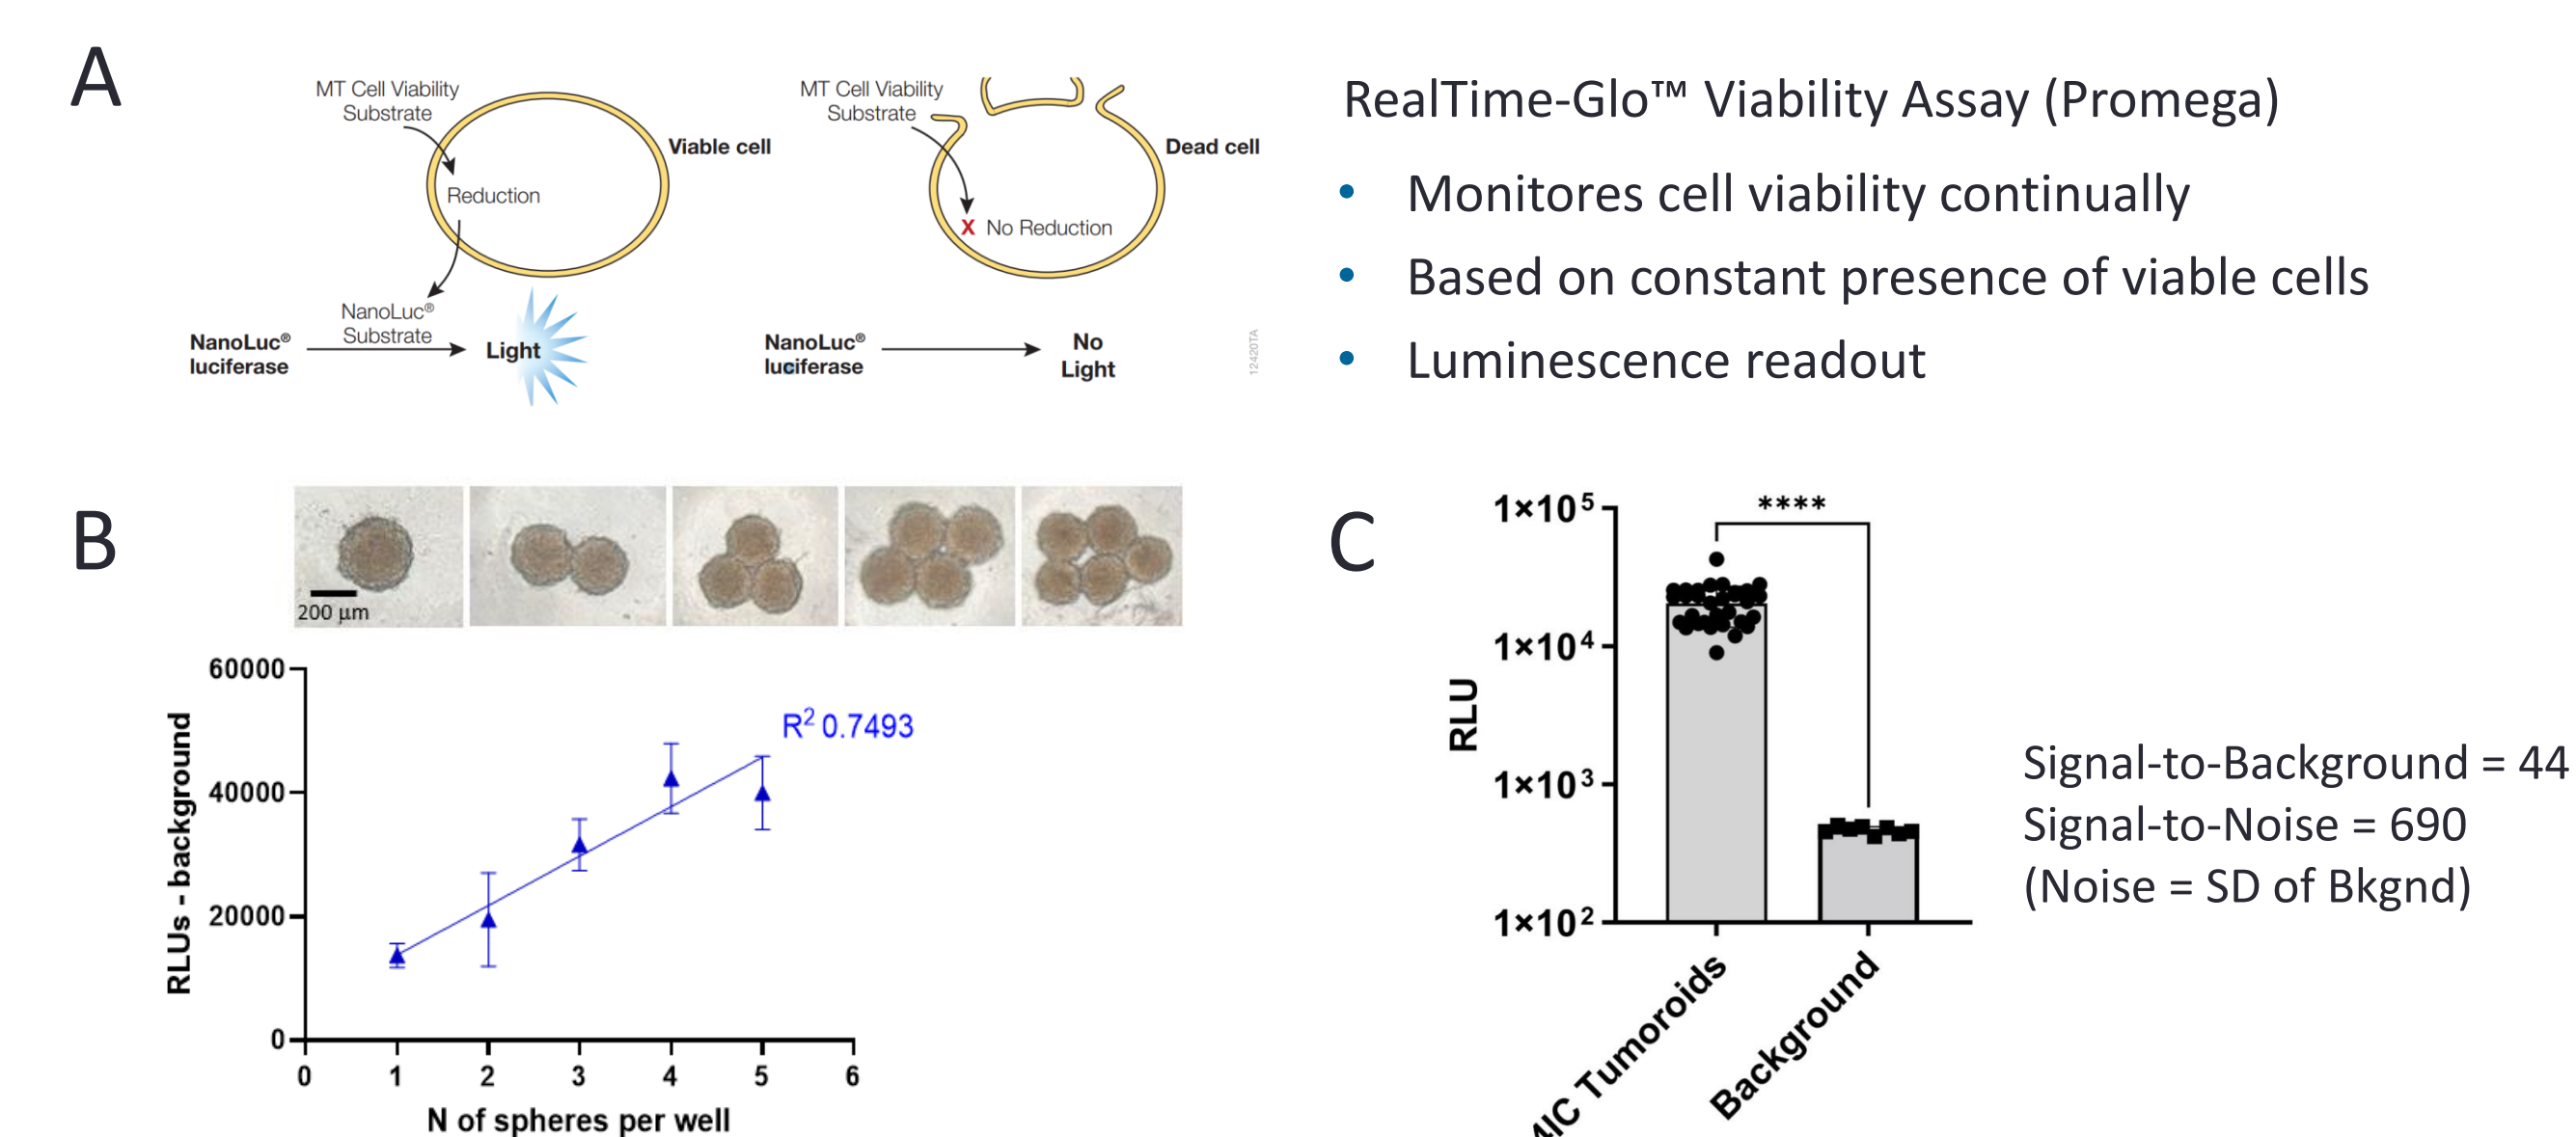 A
MT Cell Viability
Substrate
Viable cell
Reduction
NanoLuc®
Substrate
NanoLuc®
luciferase
Light
MT Cell Viability
Substrate
Dead cell
X No Reduction
NanoLuc®
luciferase
No
Light
12420TA
RealTime-Glo™ Viability Assay (Promega)
• Monitores cell viability continually
• Based on constant presence of viable cells
• Luminescence readout
B
200 µm
60000
40000
20000
0
RLUs - background
R² 0.7493
0 1 2 3 4 5 6
N of spheres per well
C
1×10⁵
1×10⁴
1×10³
1×10²
RLU
****
Tumoroids
Background
Signal-to-Background = 44
Signal-to-Noise = 690
(Noise = SD of Bkgnd)